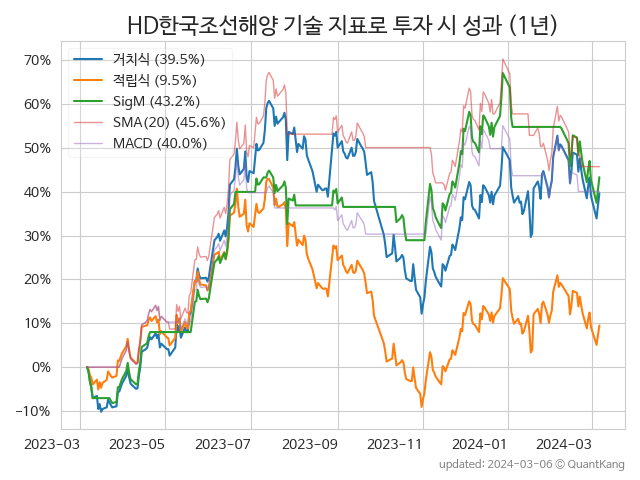 HD한국조선해양 기술 지표로 투자 시 성과 (1년)
70%
60%
50%
40%
30%
20%
10%
0%
−10%
거치식 (39.5%)
적립식 (9.5%)
SigM (43.2%)
SMA(20) (45.6%)
MACD (40.0%)
2023−03
2023−05
2023−07
2023−09
2023−11
2024−01
2024−03
updated: 2024-03-06 ⓒ QuantKang